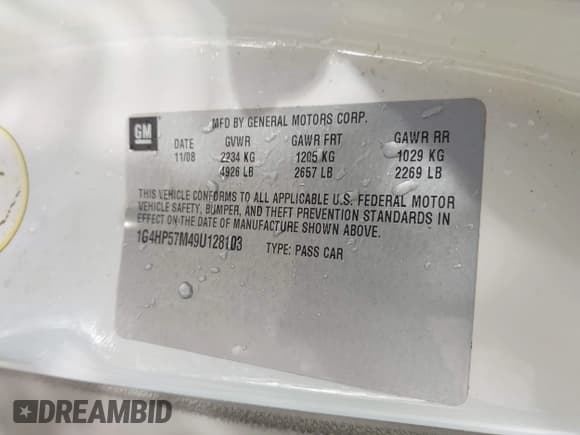 MFD BY GENERAL MOTORS CORP.
GM
DATE GVWR GAWR FRT GAWR RR
11/08 2234 KG 1205 KG 1029 KG
4926 LB 2657 LB 2269 LB
THIS VEHICLE CONFORMS TO ALL APPLICABLE U.S. FEDERAL MOTOR
VEHICLE SAFETY, BUMPER, AND THEFT PREVENTION STANDARDS IN
EFFECT ON THE DATE OF MANUFACTURE SHOWN ABOVE.
1G4HP57M49U128103 TYPE: PASS CAR
DREAMBID